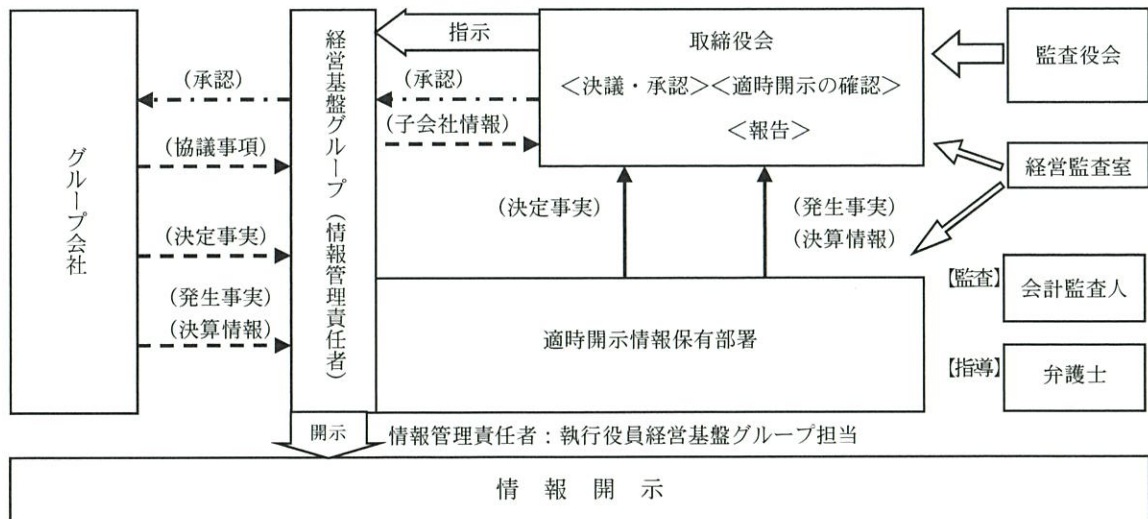 グループ会社
(承認)
(協議事項)
(決定事実)
(発生事実)
(決算情報)
経営基盤グループ(情報管理責任者)
指示
(承認)
(子会社情報)
取締役会
<決議・承認><適時開示の確認>
<報告>
監査役会
経営監査室
(決定事実)
(発生事実)
(決算情報)
適時開示情報保有部署
【監査】
会計監査人
【指導】
弁護士
開示
情報管理責任者:執行役員経営基盤グループ担当
情報開示